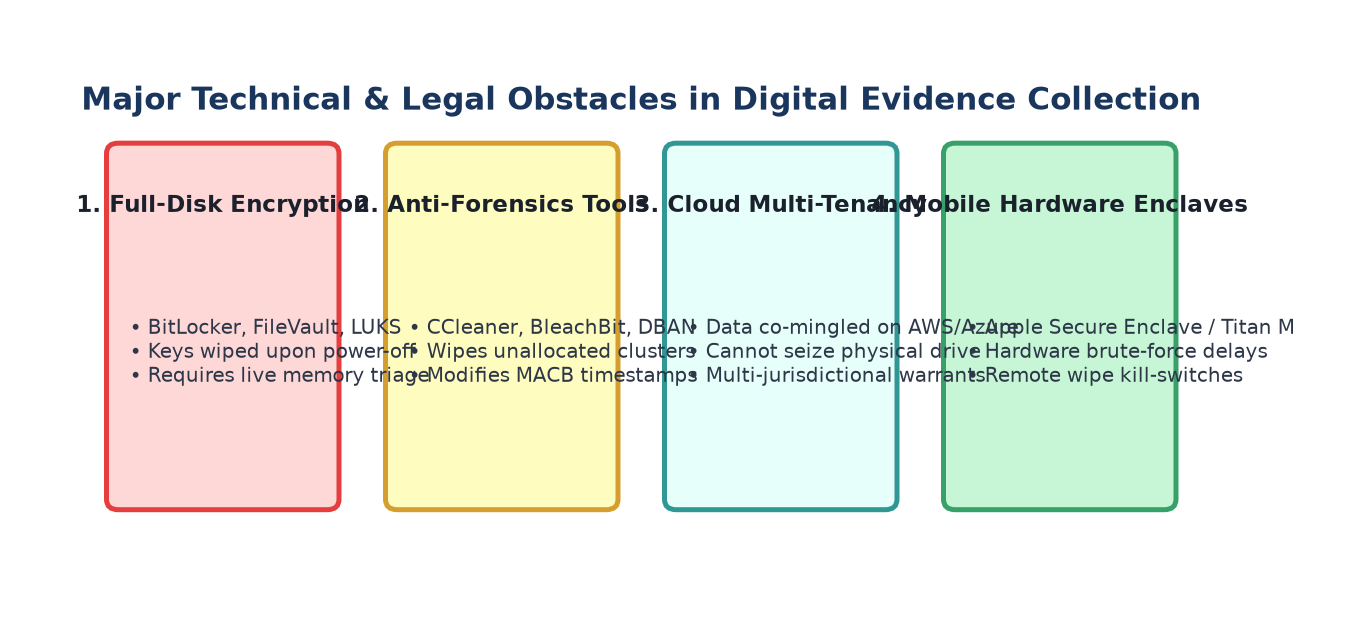 Major Technical & Legal Obstacles in Digital Evidence Collection
1. Full-Disk Encryption
• BitLocker, FileVault, LUKS
• Keys wiped upon power-off
• Requires live memory triage
2. Anti-Forensics Tools
• CCleaner, BleachBit, DBAN
• Wipes unallocated clusters
• Modifies MACB timestamps
3. Cloud Multi-Tenancy
• Data co-mingled on AWS/Azure
• Cannot seize physical drive
• Multi-jurisdictional warrants
4. Mobile Hardware Enclaves
• Apple Secure Enclave / Titan M
• Hardware brute-force delays
• Remote wipe kill-switches